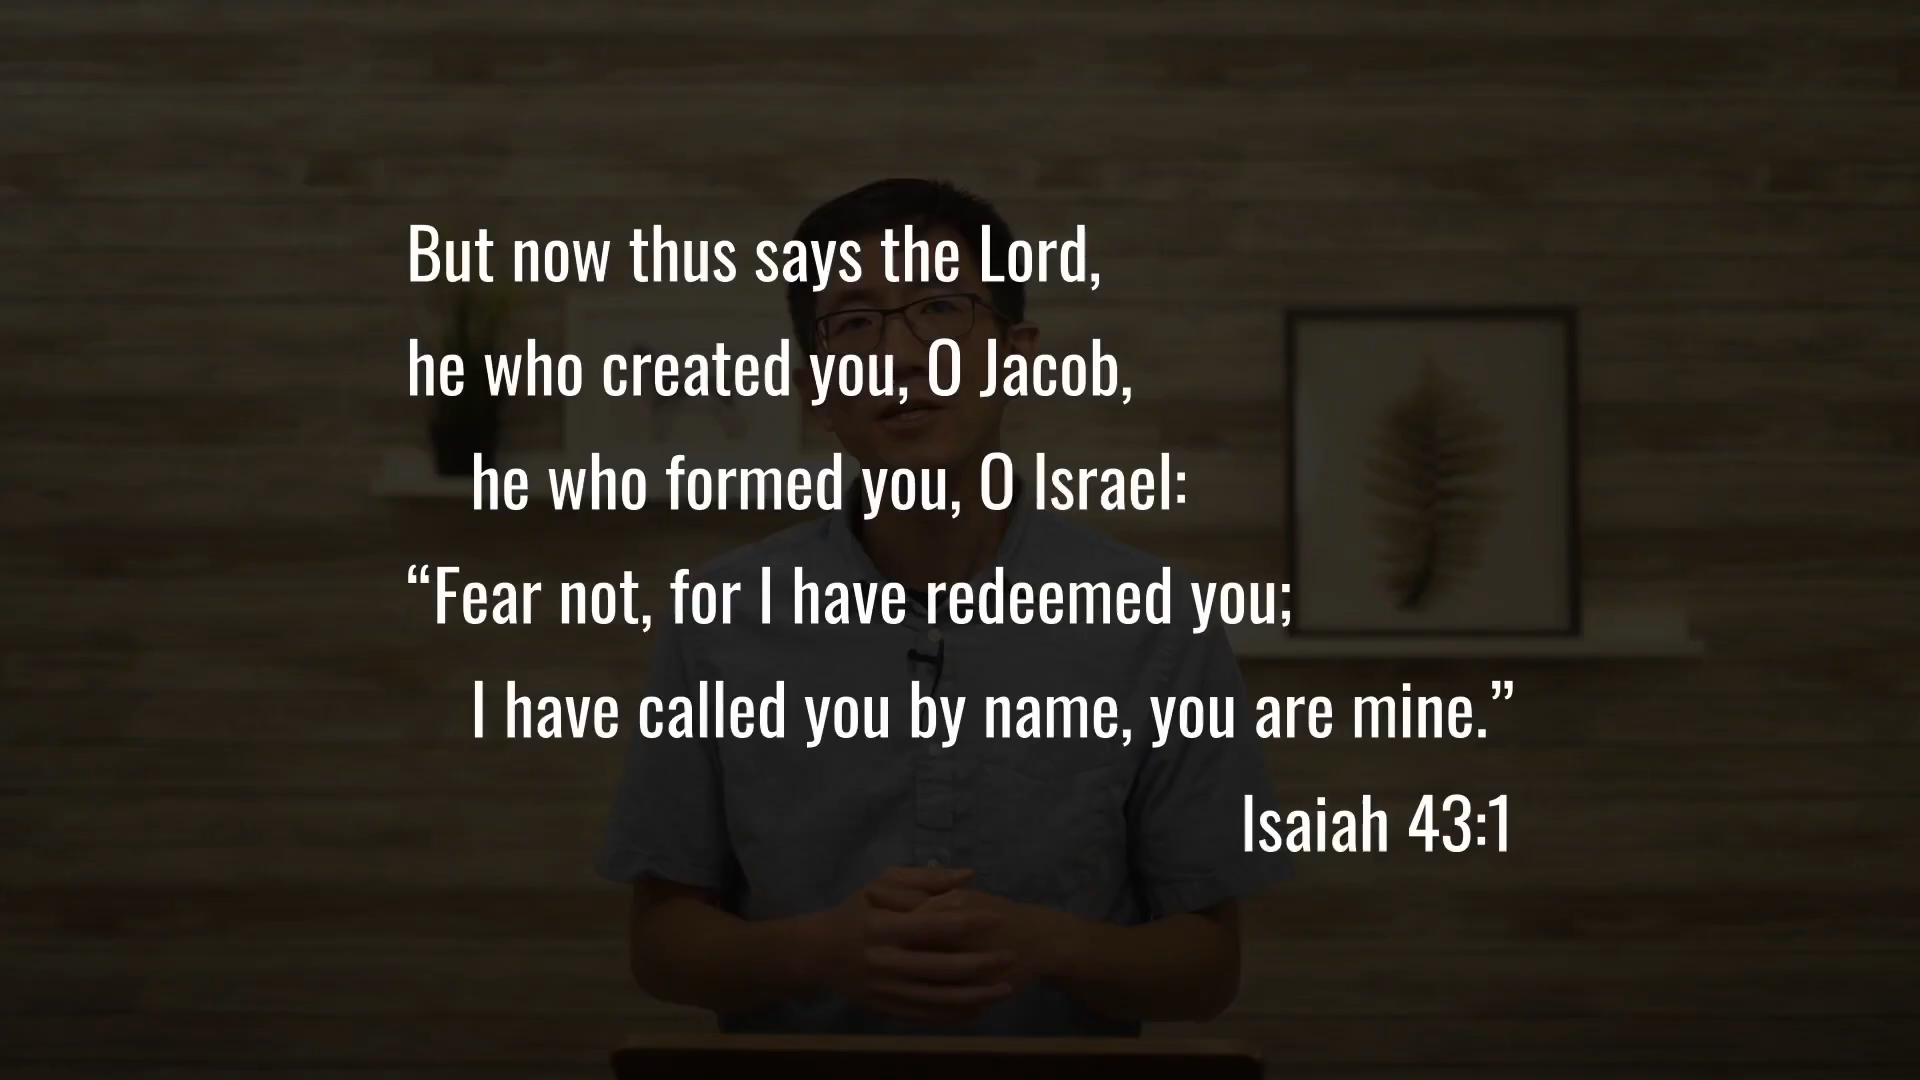 But now thus says the Lord,
he who created you, O Jacob,
he who formed you, O Israel:
“Fear not, for I have redeemed you;
I have called you by name, you are mine.”
Isaiah 43:1